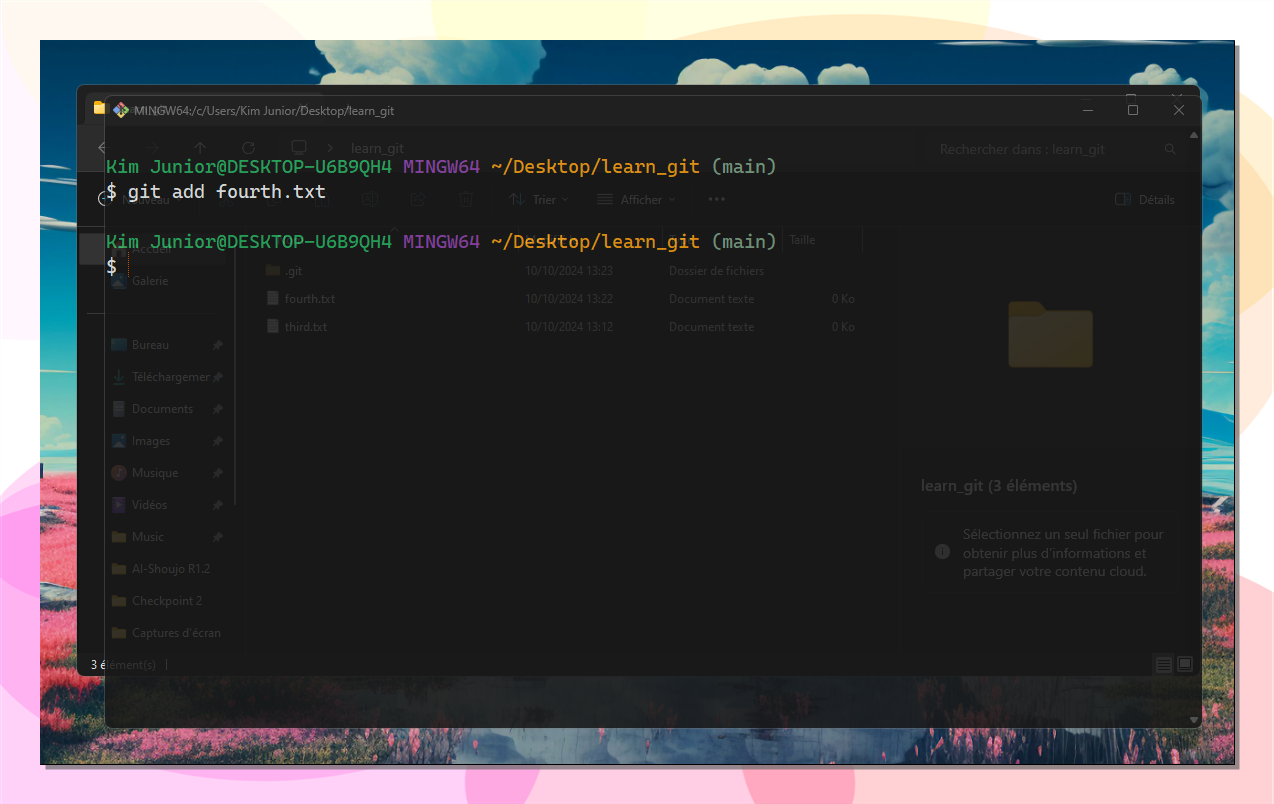 MINGW64:/c/Users/Kim Junior/Desktop/learn_git
learn_git
Rechercher dans : learn_git
Kim Junior@DESKTOP-U6B9QH4 MINGW64 ~/Desktop/learn_git (main)
$ git add fourth.txt
Nouveau
Trier
Afficher
Détails
Kim Junior@DESKTOP-U6B9QH4 MINGW64 ~/Desktop/learn_git (main)
$
Taille
Accueil
Galerie
.git 10/10/2024 13:23 Dossier de fichiers
fourth.txt 10/10/2024 13:22 Document texte 0 Ko
third.txt 10/10/2024 13:12 Document texte 0 Ko
Bureau
Téléchargemer
Documents
Images
Musique
Vidéos
Music
AI-Shoujo R1.2
Checkpoint 2
Captures d'écran
learn_git (3 éléments)
Sélectionnez un seul fichier pour
obtenir plus d'informations et
partager votre contenu cloud.
3 élément(s)